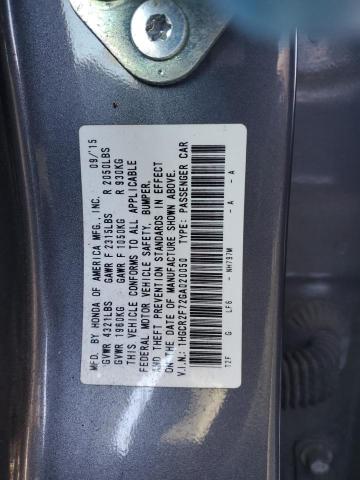 MFD. BY HONDA OF AMERICA MFG., INC. 09/'15
GVWR 4321LBS GAWR F 2315LBS R 2050LBS
GVWR 1960KG GAWR F 1050KG R 930KG
THIS VEHICLE CONFORMS TO ALL APPLICABLE
FEDERAL MOTOR VEHICLE SAFETY, BUMPER,
AND THEFT PREVENTION STANDARDS IN EFFECT
ON THE DATE OF MANUFACTURE SHOWN ABOVE.
V.I.N.: 1HGCR2F72GA020050 TYPE: PASSENGER CAR
T2F G LF6 - NH797M - A - A